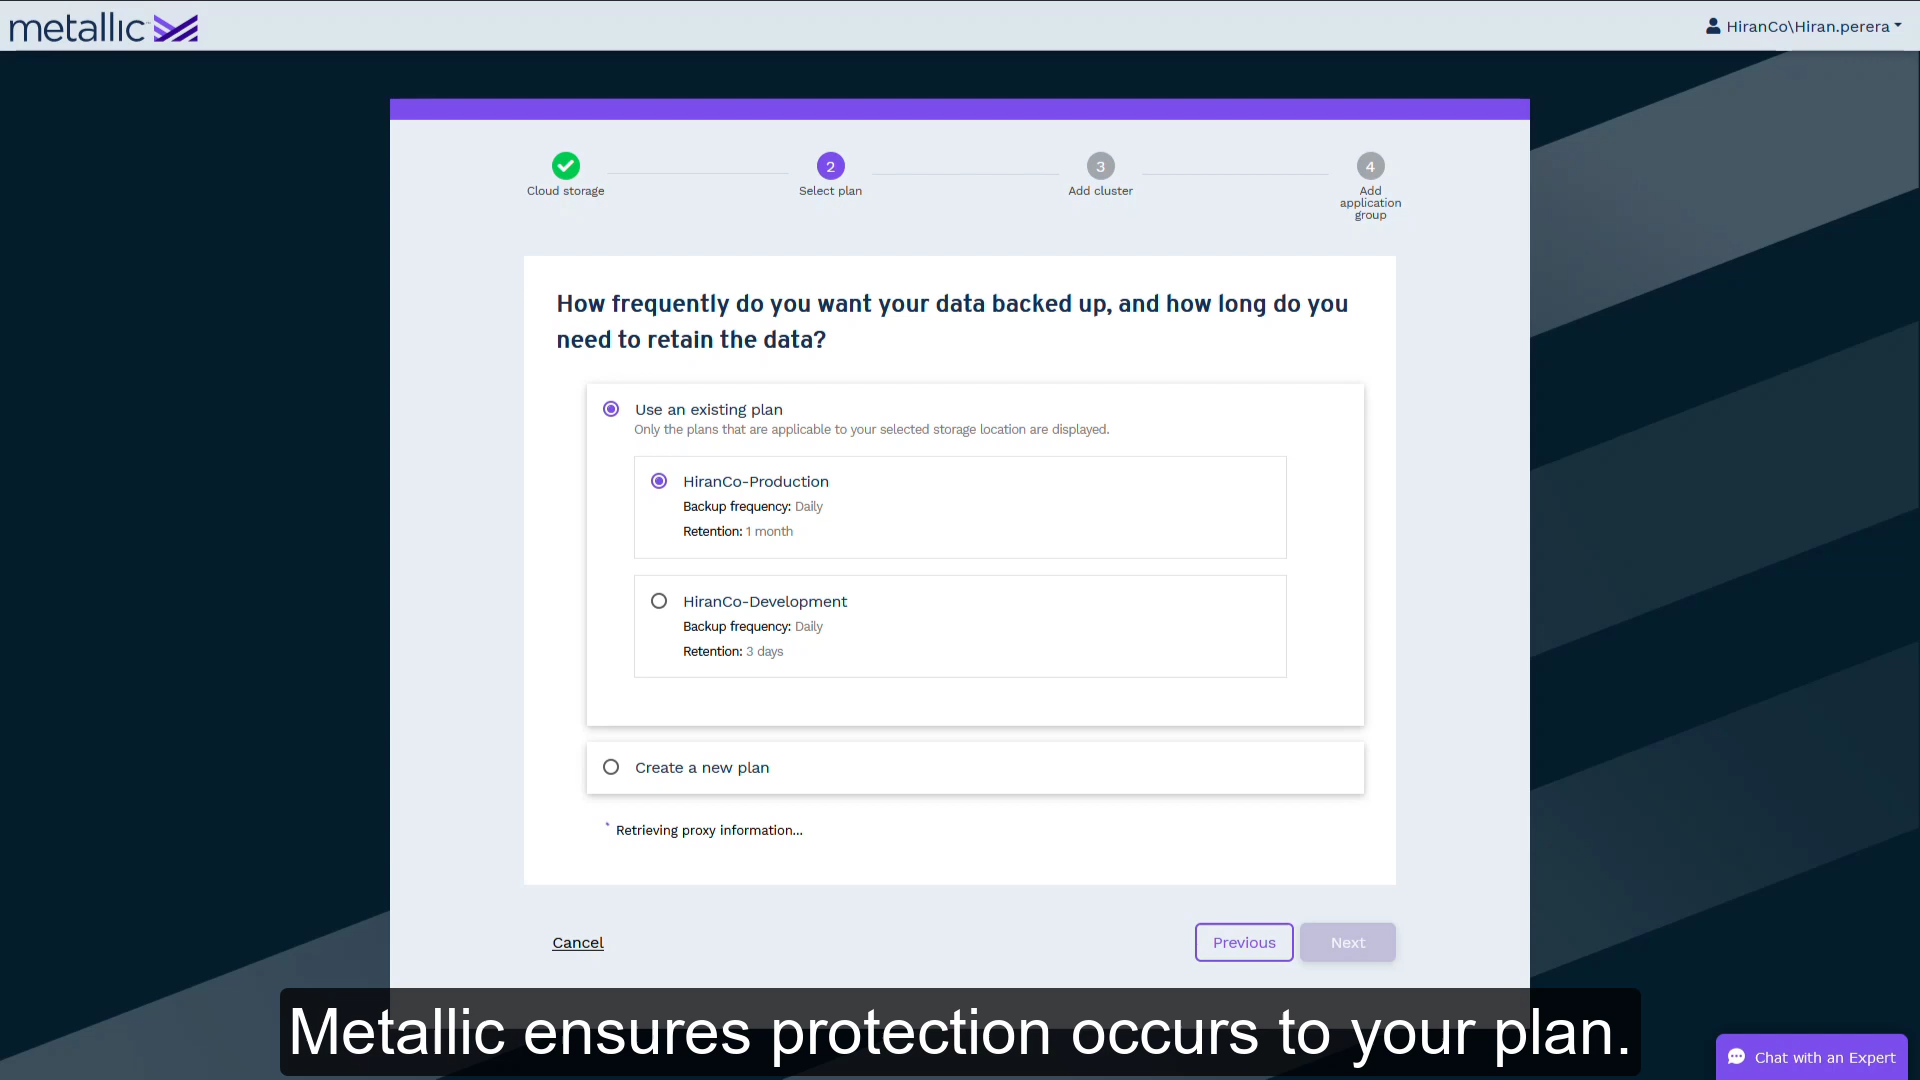 metallic
HiranCo\Hiran.perera
2
3
4
Cloud storage
Select plan
Add cluster
Add
application
group
How frequently do you want your data backed up, and how long do you
need to retain the data?
Use an existing plan
Only the plans that are applicable to your selected storage location are displayed.
HiranCo-Production
Backup frequency: Daily
Retention: 1 month
HiranCo-Development
Backup frequency: Daily
Retention: 3 days
Create a new plan
Retrieving proxy information...
Cancel
Previous
Next
Metallic ensures protection occurs to your plan.
Chat with an Expert